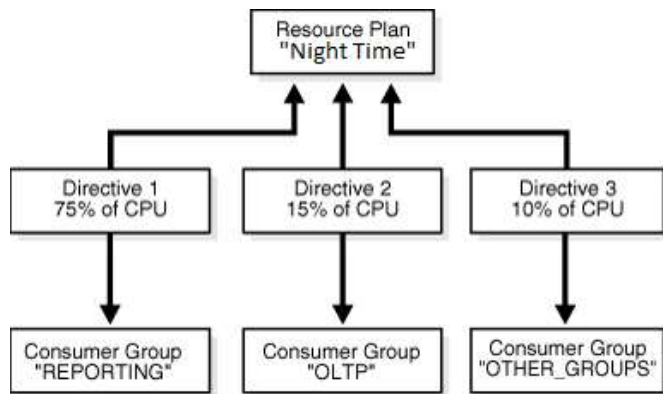 Resource Plan
"Night Time"
Directive 1
75% of CPU
Directive 2
15% of CPU
Directive 3
10% of CPU
Consumer Group
"REPORTING"
Consumer Group
"OLTP"
Consumer Group
"OTHER_GROUPS"